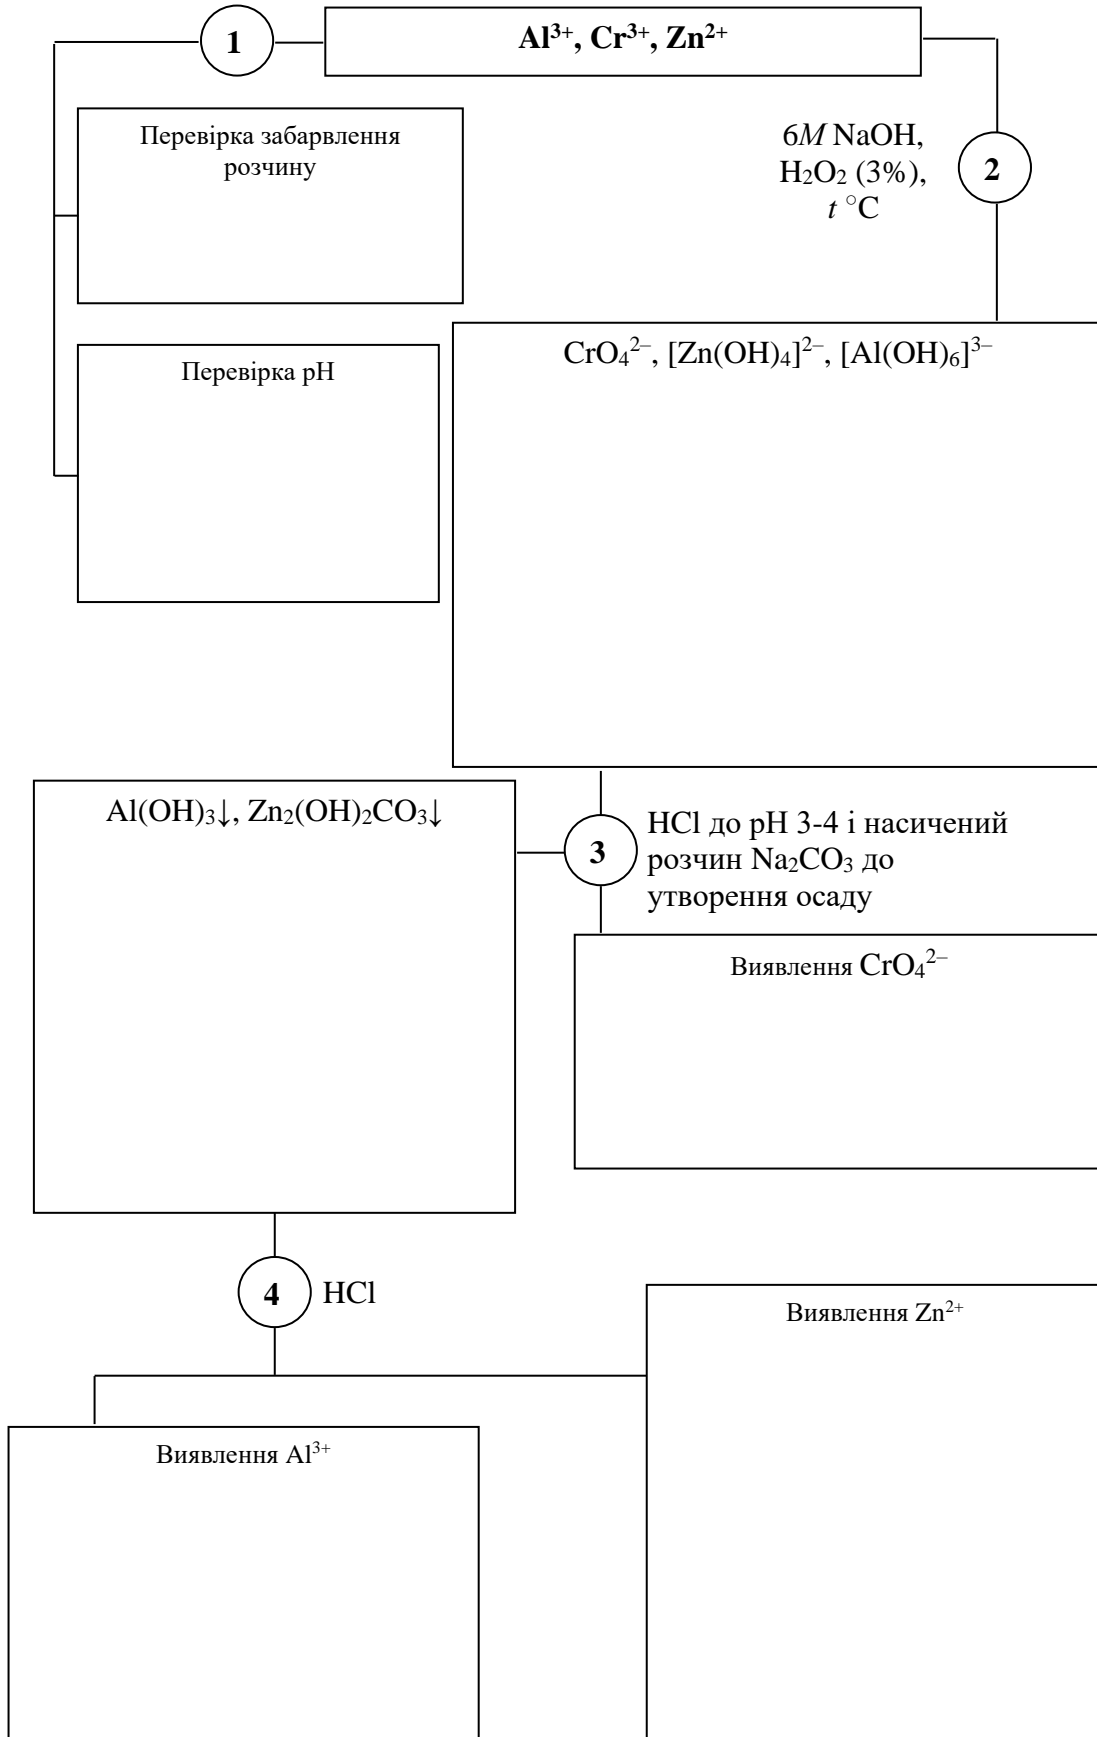 1
Al³⁺, Cr³⁺, Zn²⁺
Перевірка забарвлення
розчину
6M NaOH,
H₂O₂ (3%),
t °C
2
Перевірка pH
CrO₄²⁻, [Zn(OH)₄]²⁻, [Al(OH)₆]³⁻
Al(OH)₃↓, Zn₂(OH)₂CO₃↓
3
HCl до pH 3-4 і насичений
розчин Na₂CO₃ до
утворення осаду
Виявлення CrO₄²⁻
4
HCl
Виявлення Zn²⁺
Виявлення Al³⁺